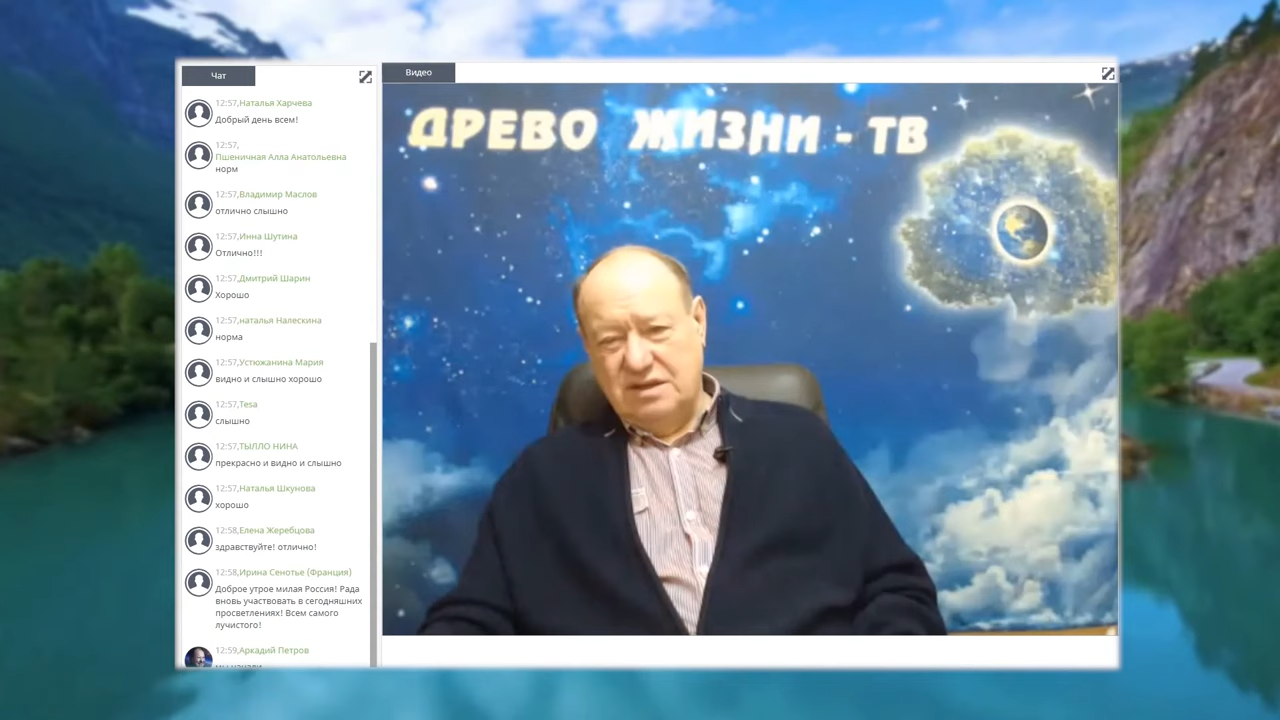 Чат
Видео
12:57,Наталья Харчева
Добрый день всем!
12:57,
Пшеничная Алла Анатольевна
норм
12:57,Владимир Маслов
отлично слышно
12:57,Инна Шутина
Отлично!!!
12:57,Дмитрий Шарин
Хорошо
12:57,наталья Налескина
норма
12:57,Устюжанина Мария
видно и слышно хорошо
12:57,Tesa
слышно
12:57,ТЫЛЛО НИНА
прекрасно и видно и слышно
12:57,Наталья Шкунова
хорошо
12:58,Елена Жеребцова
здравствуйте! отлично!
12:58,Ирина Сенотье (Франция)
Доброе утрое милая Россия! Рада
вновь участвовать в сегодняшних
просветлениях! Всем самого
лучистого!
12:59,Аркадий Петров
ДРЕВО ЖИЗНИ - ТВ